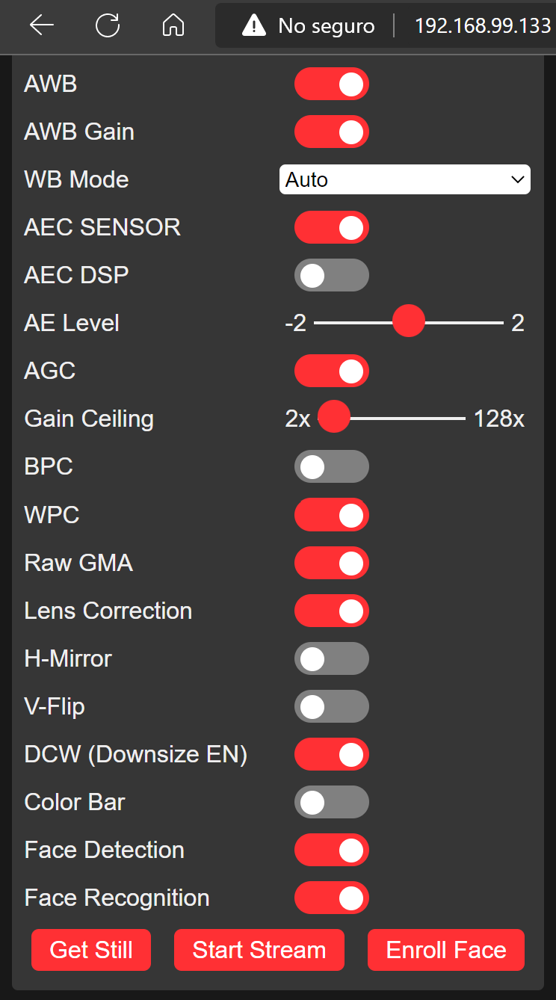 No seguro 192.168.99.133
AWB
AWB Gain
WB Mode Auto
AEC SENSOR
AEC DSP
AE Level -2 2
AGC
Gain Ceiling 2x 128x
BPC
WPC
Raw GMA
Lens Correction
H-Mirror
V-Flip
DCW (Downsize EN)
Color Bar
Face Detection
Face Recognition
Get Still Start Stream Enroll Face